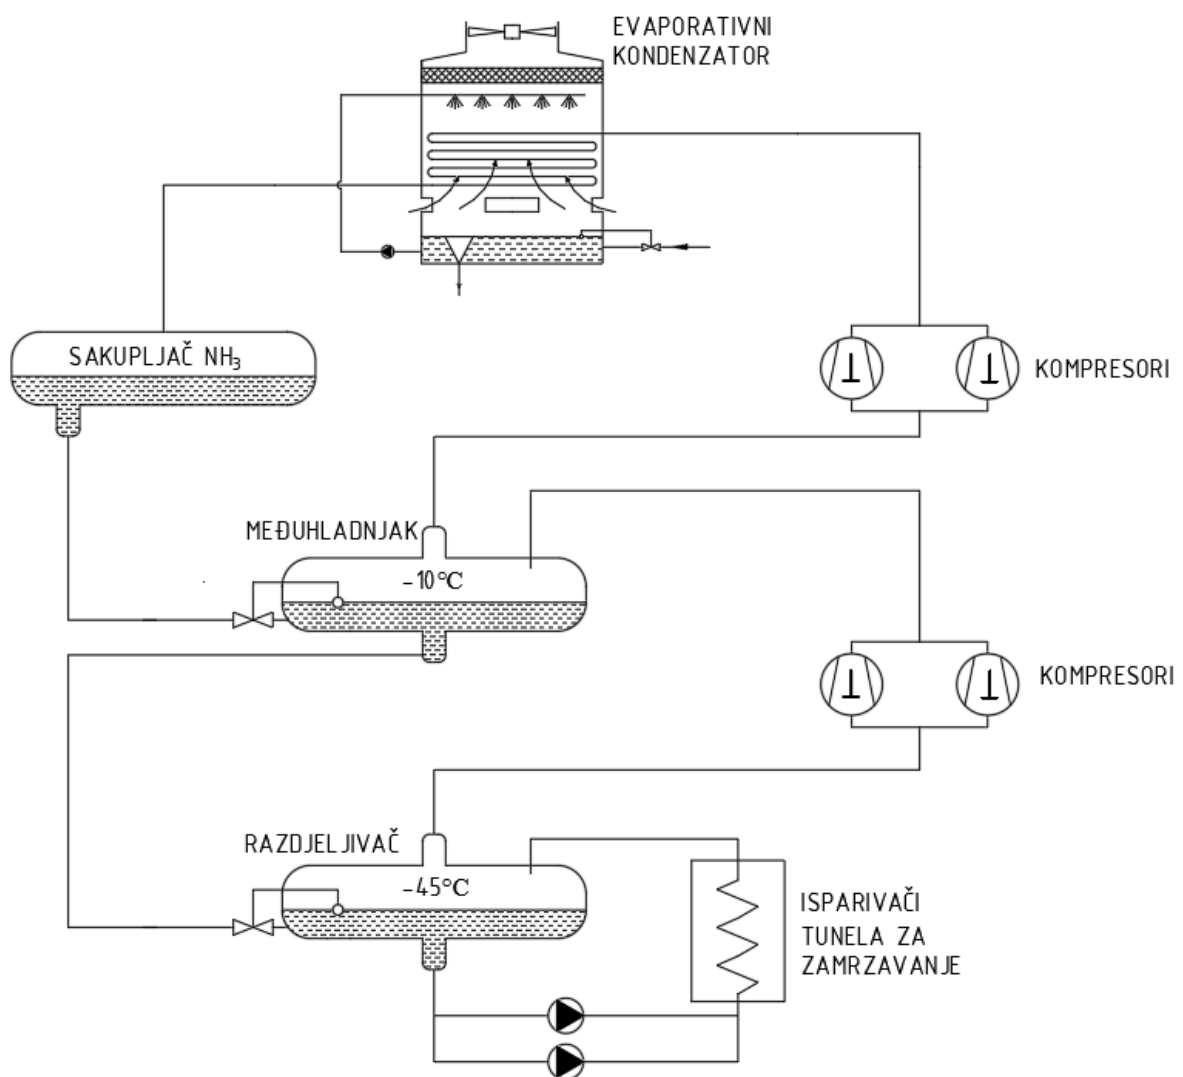 EVAPORATIVNI
KONDENZATOR
SAKUPLJAČ NH₃
KOMPRESORI
MEĐUHLADNJAK
-10°C
KOMPRESORI
RAZDJELJIVAČ
-45°C
ISPARIVAČI
TUNELA ZA
ZAMRZAVANJE